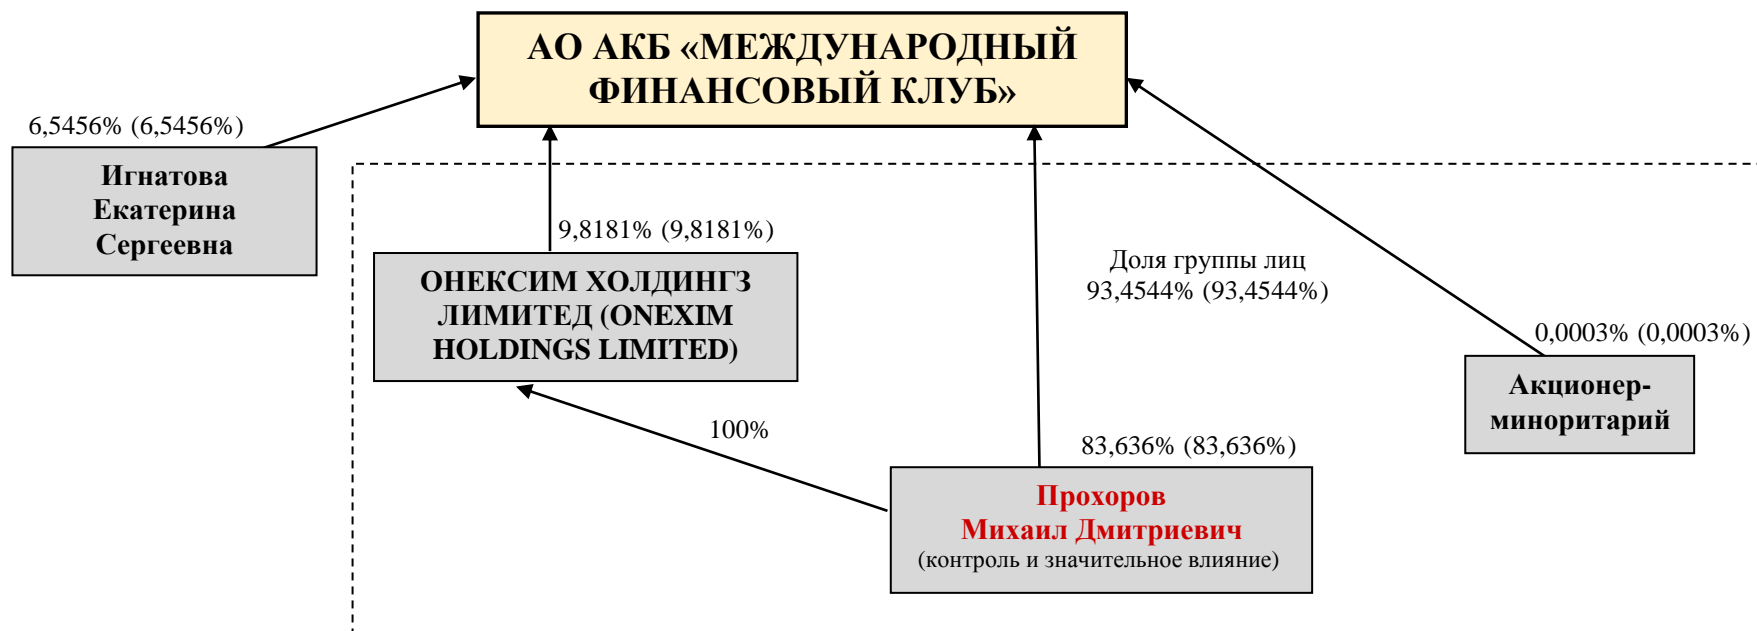 АО АКБ «МЕЖДУНАРОДНЫЙ
ФИНАНСОВЫЙ КЛУБ»
6,5456% (6,5456%)
Игнатова
Екатерина
Сергеевна
9,8181% (9,8181%)
ОНЕКСИМ ХОЛДИНГЗ
ЛИМИТЕД (ONEXIM
HOLDINGS LIMITED)
Доля группы лиц
93,4544% (93,4544%)
0,0003% (0,0003%)
Акционер-
миноритарий
100%
83,636% (83,636%)
Прохоров
Михаил Дмитриевич
(контроль и значительное влияние)